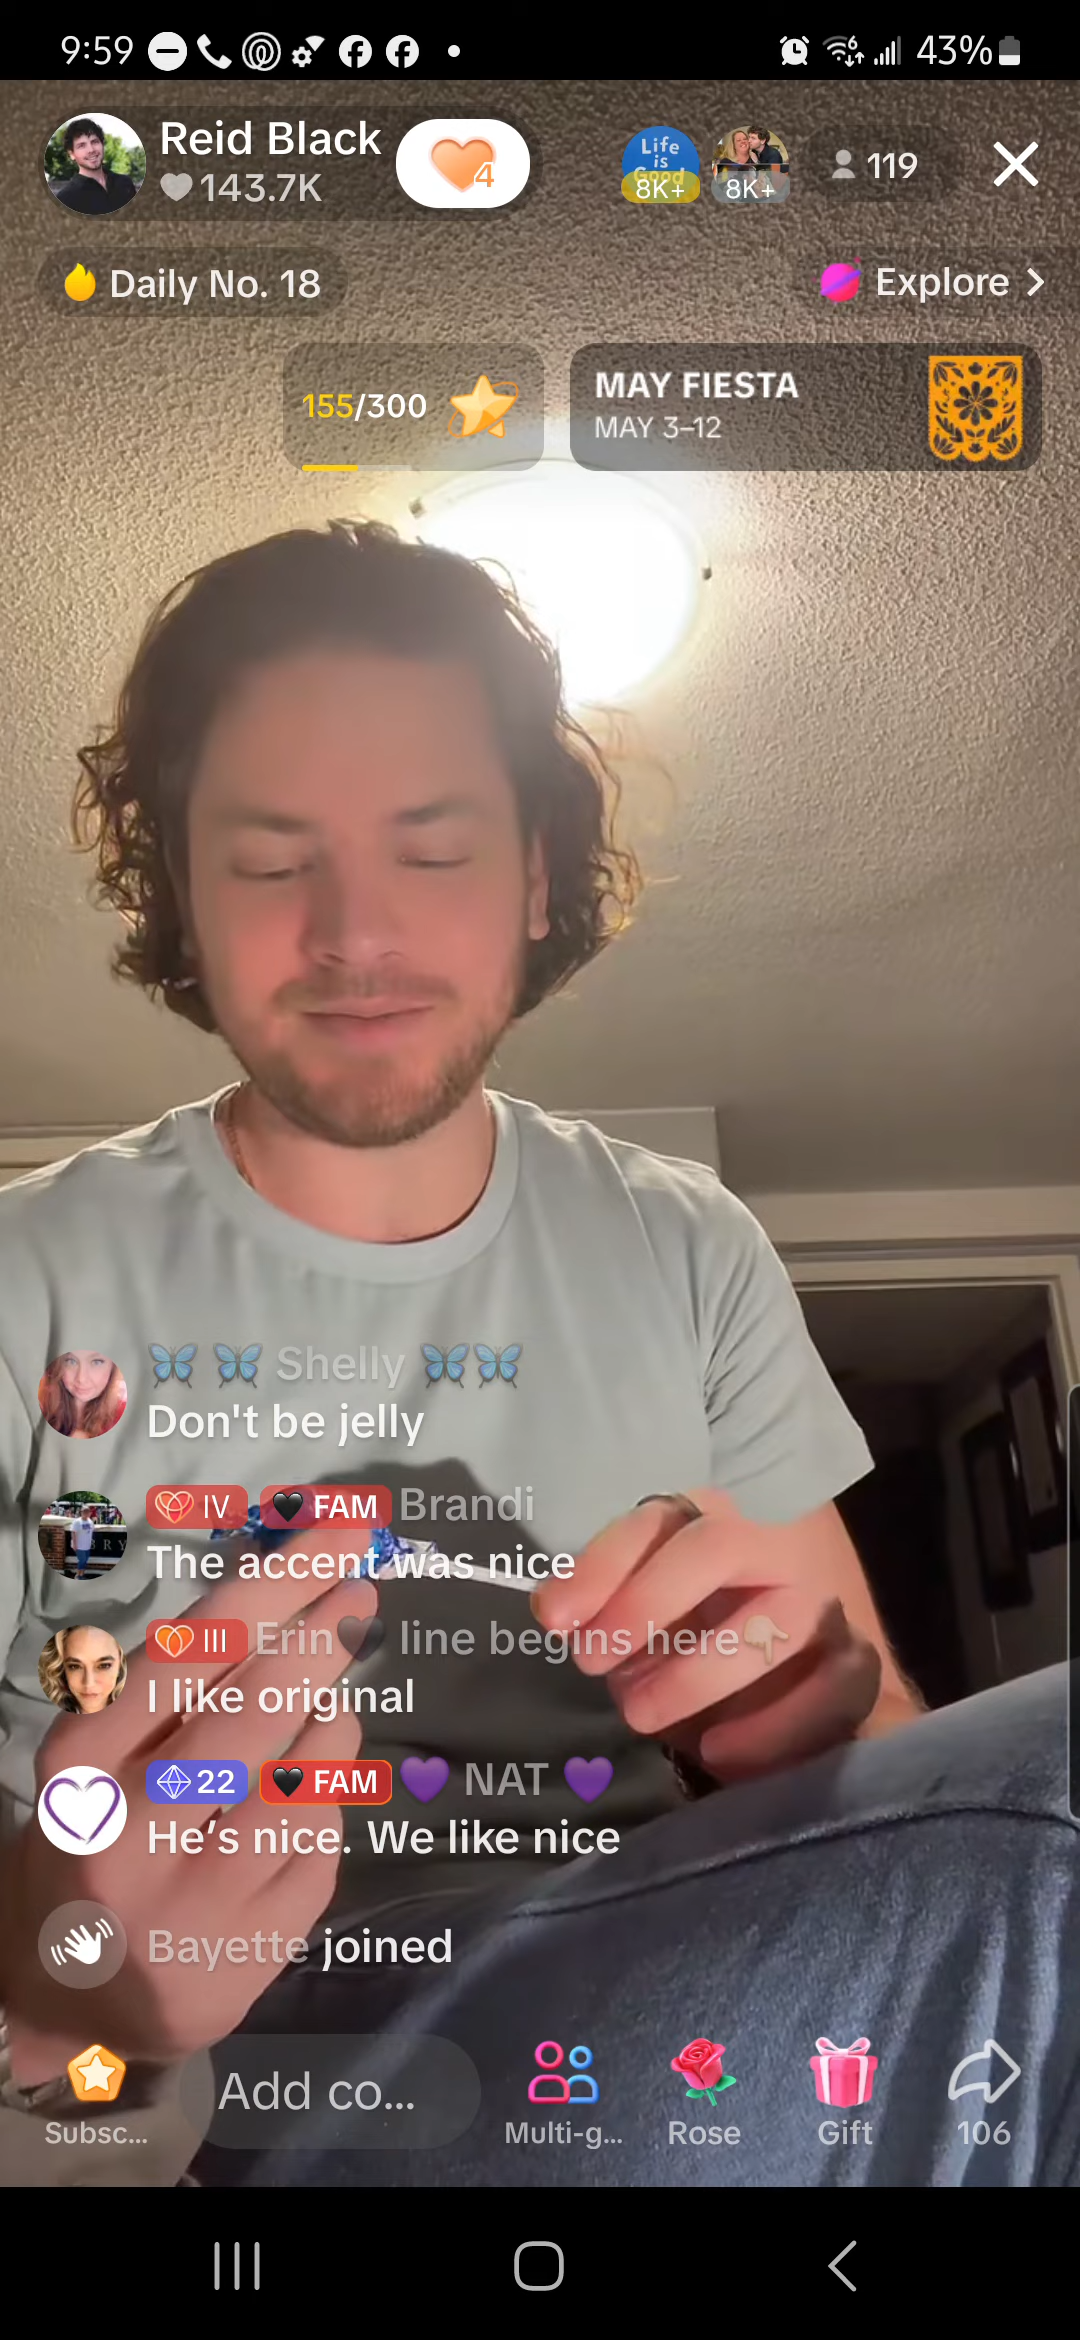 9:59
43%
Reid Black
143.7K
4
Life
is
Good
8K+
8K+
119
Daily No. 18
Explore
155/300
MAY FIESTA
MAY 3–12
🦋 🦋 Shelly 🦋🦋
Don't be jelly
IV 🖤 FAM Brandi
The accent was nice
III Erin🖤 line begins here👇
I like original
22 🖤 FAM 💜 NAT 💜
He's nice. We like nice
Bayette joined
Subsc...
Add co...
Multi-g...
Rose
Gift
106